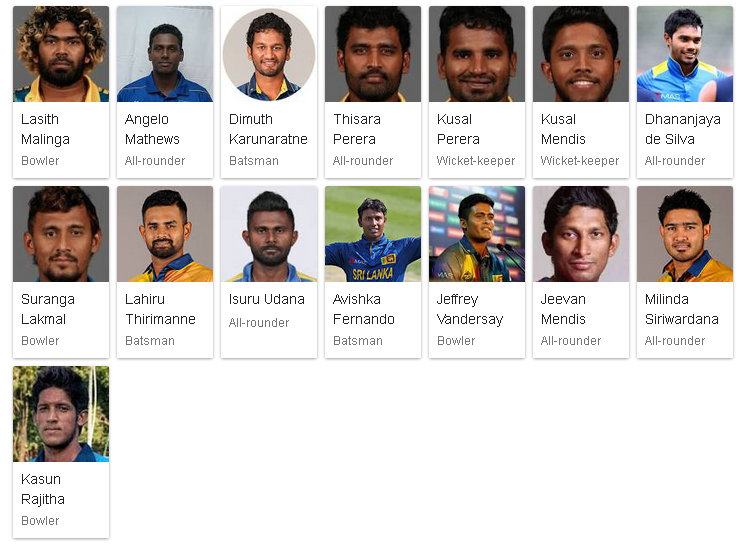 Lasith
Malinga
Bowler
Angelo
Mathews
All-rounder
Dimuth
Karunaratne
Batsman
Thisara
Perera
All-rounder
Kusal
Perera
Wicket-keeper
Kusal
Mendis
Wicket-keeper
Dhananjaya
de Silva
All-rounder
Suranga
Lakmal
Bowler
Lahiru
Thirimanne
Batsman
Isuru Udana
All-rounder
SRI LANKA
Avishka
Fernando
Batsman
Jeffrey
Vandersay
Bowler
Jeevan
Mendis
All-rounder
Milinda
Siriwardana
All-rounder
Kasun
Rajitha
Bowler